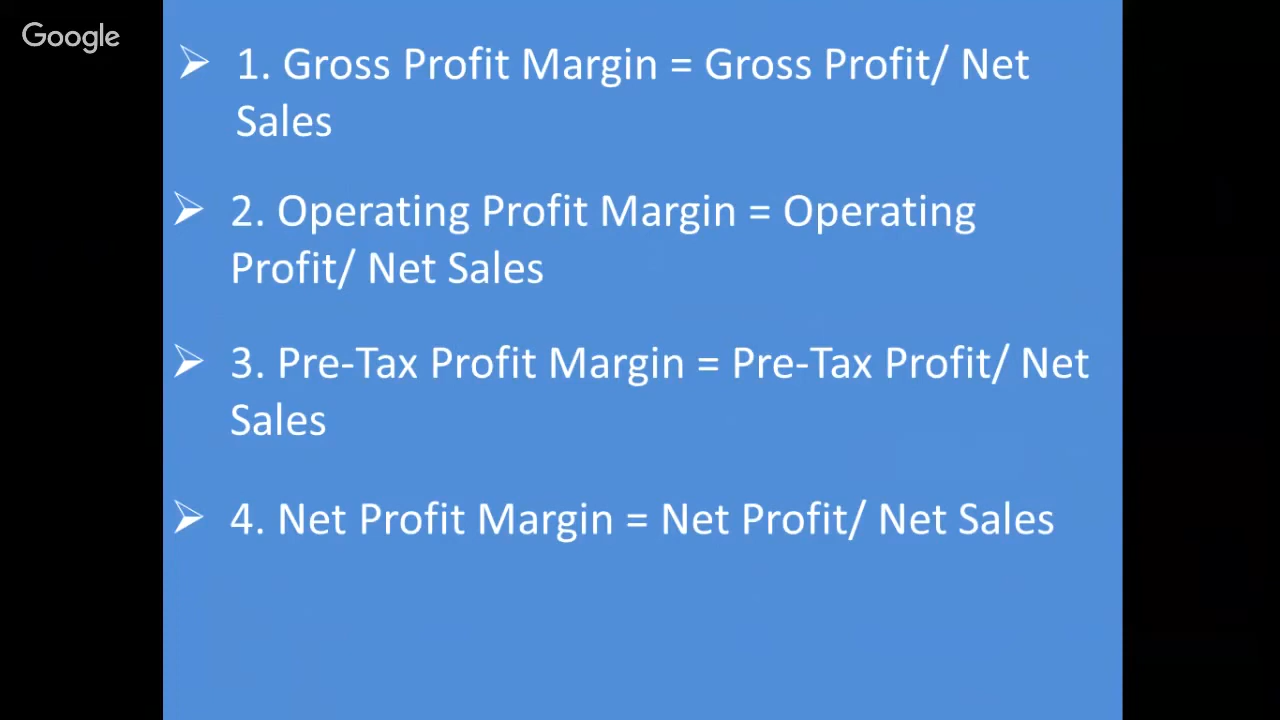 Google
➢ 1. Gross Profit Margin = Gross Profit/ Net
Sales
➢ 2. Operating Profit Margin = Operating
Profit/ Net Sales
➢ 3. Pre-Tax Profit Margin = Pre-Tax Profit/ Net
Sales
➢ 4. Net Profit Margin = Net Profit/ Net Sales